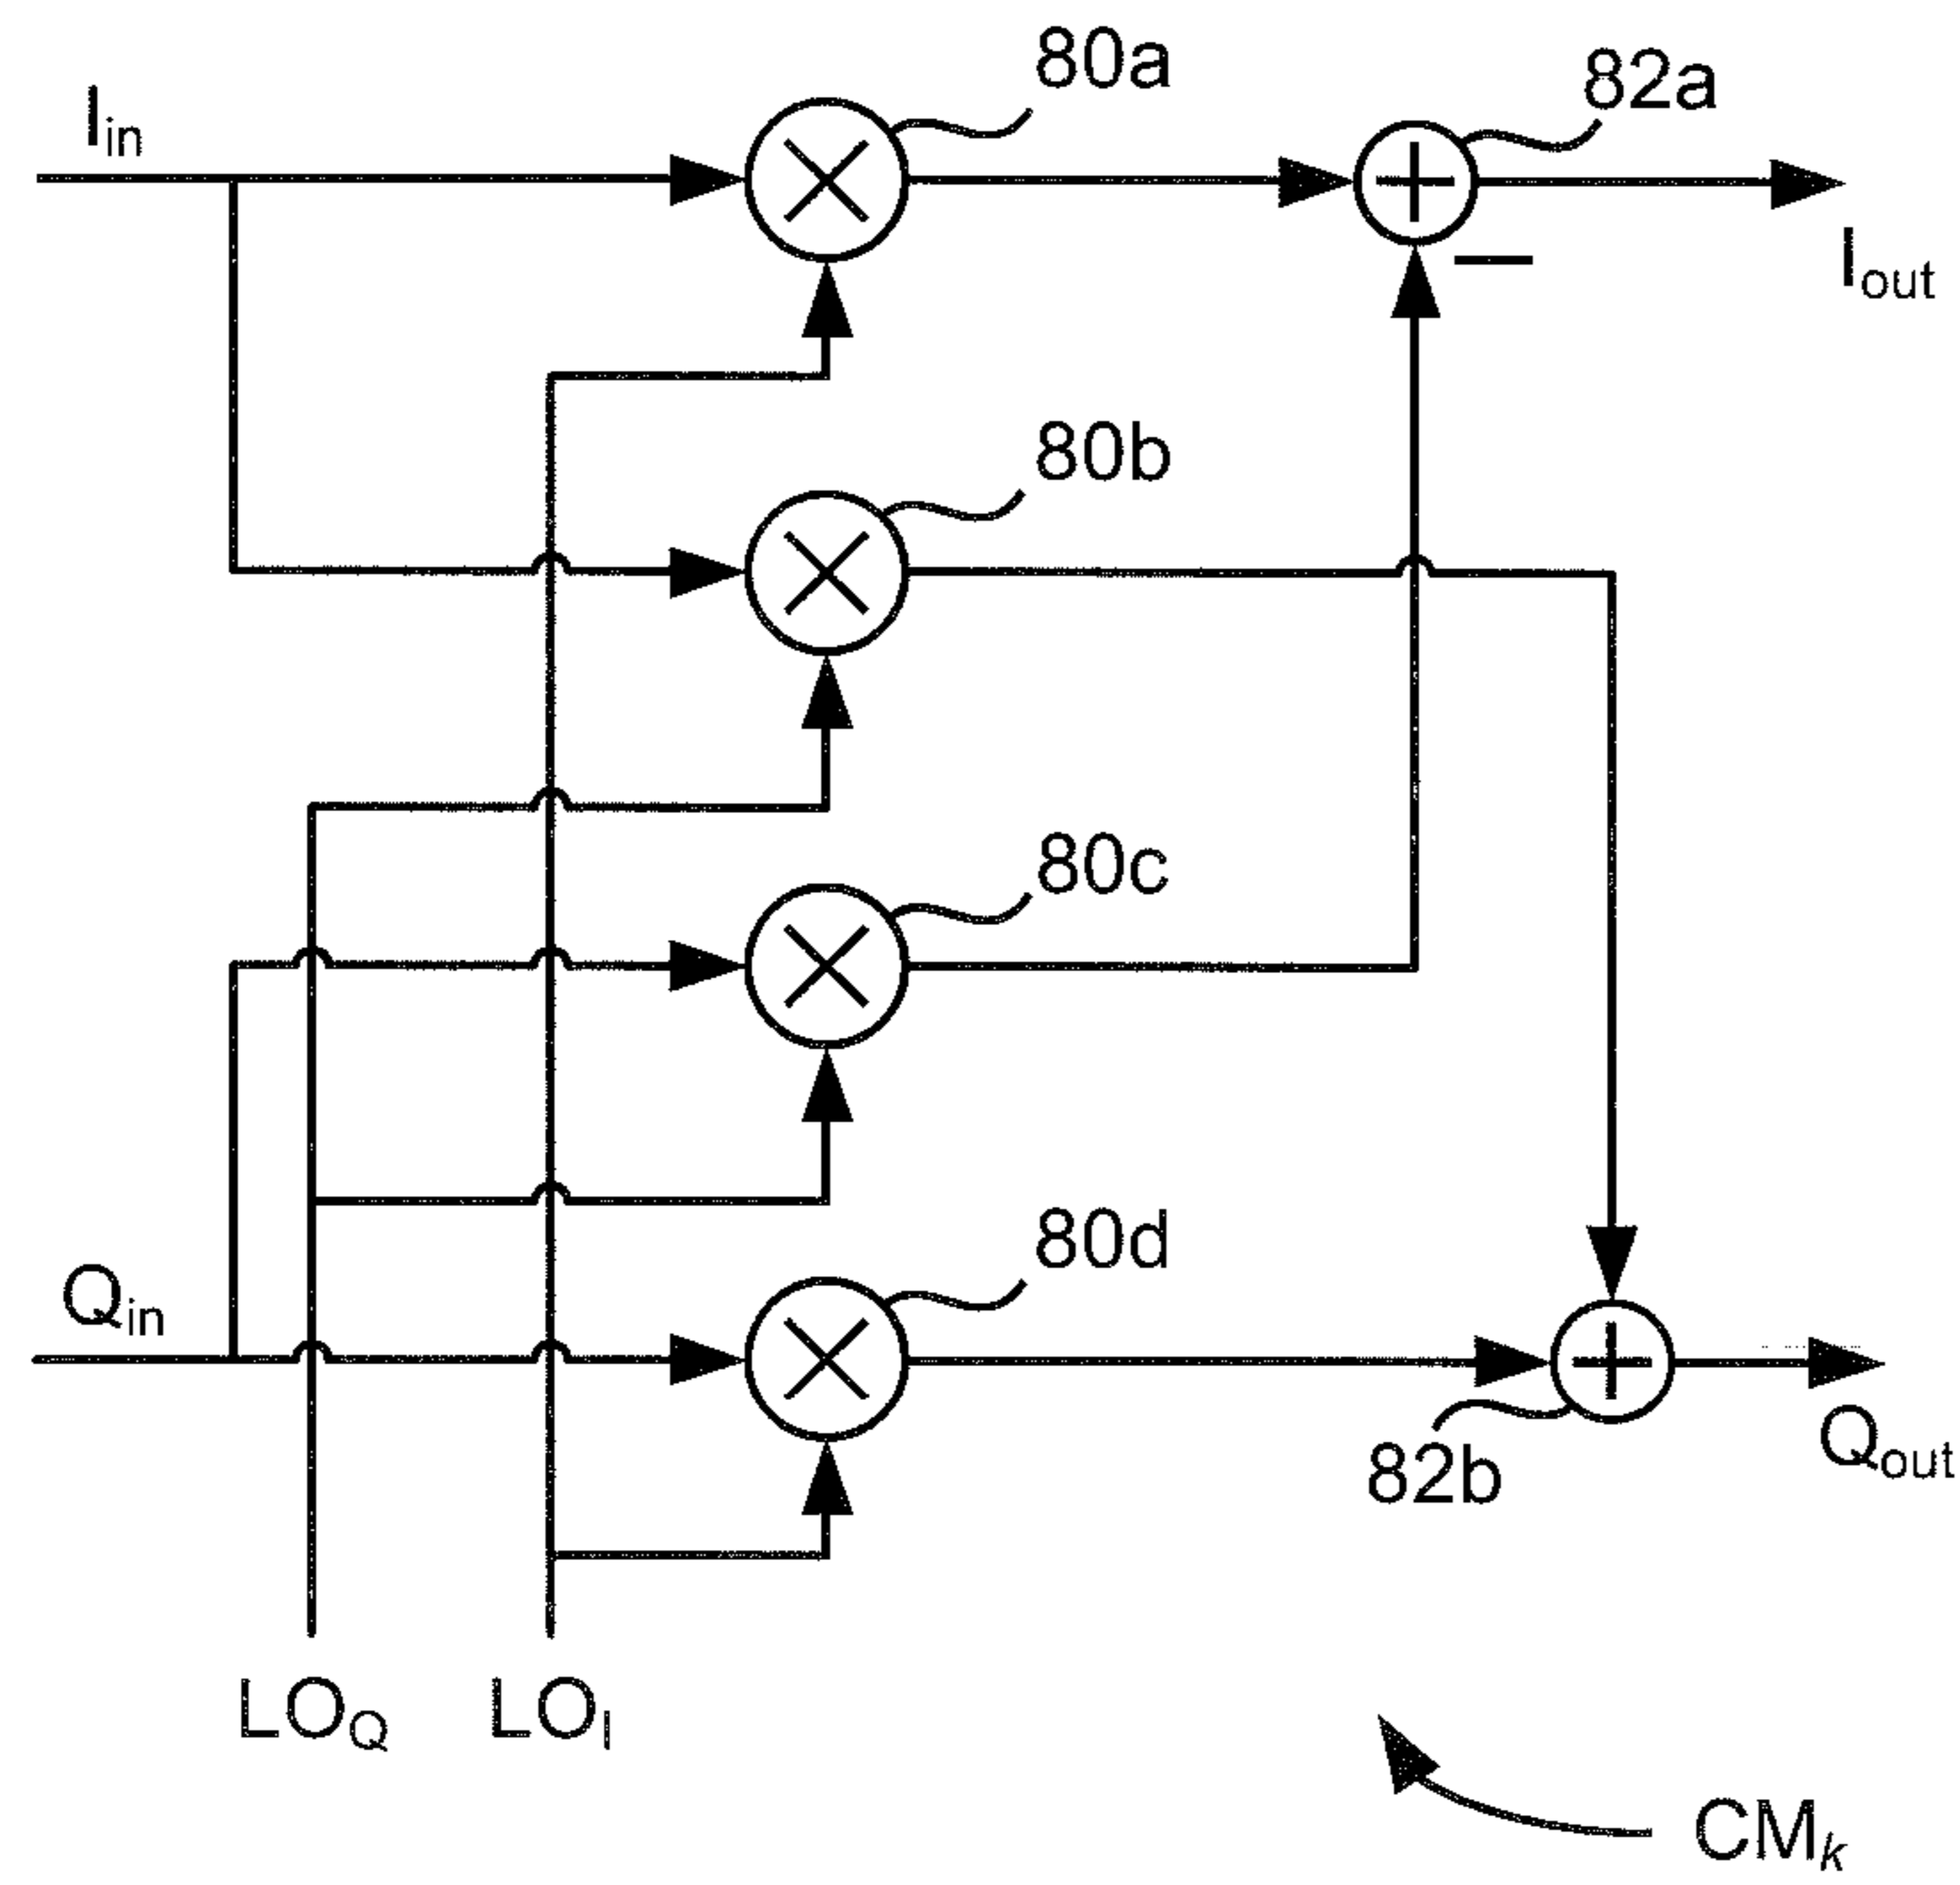 80a
82a
I_in
I_out
80b
80c
80d
Q_in
82b
Q_out
LO_Q
LO_I
CM_k